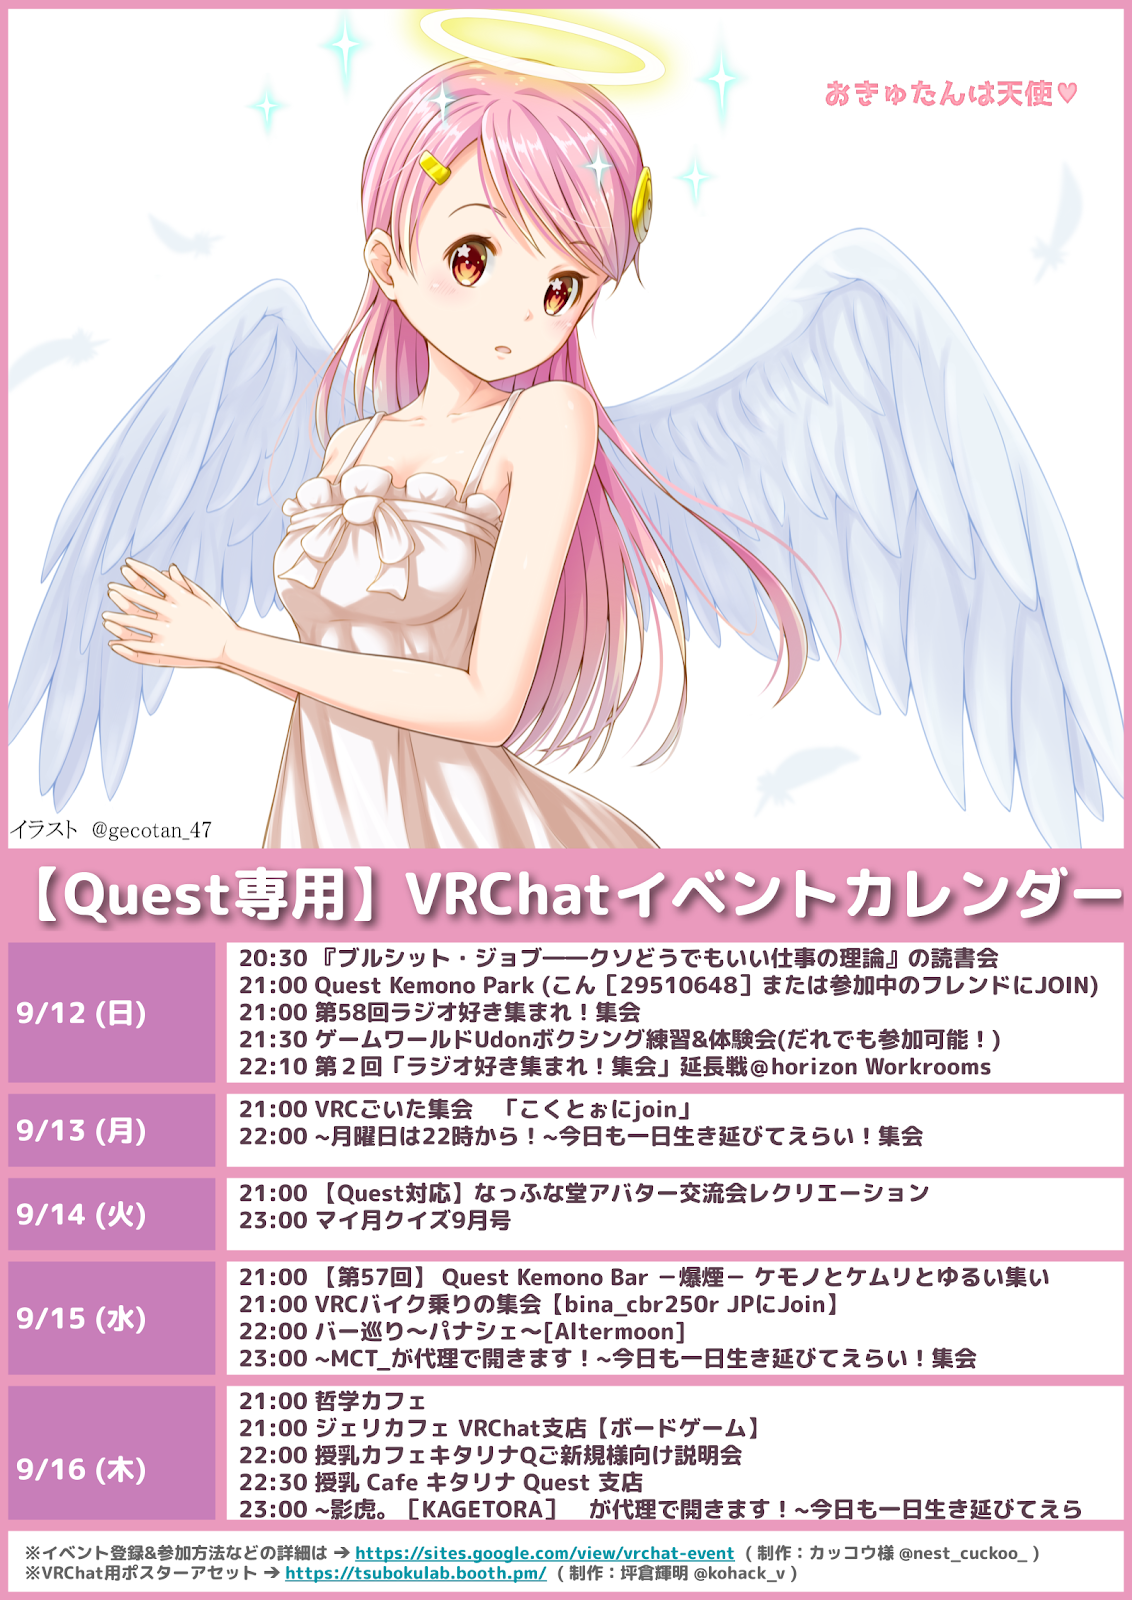 おきゅたんは天使♥
イラスト @gecotan_47
【Quest専用】VRChatイベントカレンダー
9/12 (日)
20:30 『ブルシット・ジョブ――クソどうでもいい仕事の理論』の読書会
21:00 Quest Kemono Park (こん［29510648］または参加中のフレンドにJOIN)
21:00 第58回ラジオ好き集まれ！集会
21:30 ゲームワールドUdonボクシング練習&体験会(だれでも参加可能！)
22:10 第２回「ラジオ好き集まれ！集会」延長戦@horizon Workrooms
9/13 (月)
21:00 VRCごいた集会　「こくとぉにjoin」
22:00 ~月曜日は22時から！~今日も一日生き延びてえらい！集会
9/14 (火)
21:00 【Quest対応】なっふな堂アバター交流会レクリエーション
23:00 マイ月クイズ9月号
9/15 (水)
21:00 【第57回】 Quest Kemono Bar －爆煙－ ケモノとケムリとゆるい集い
21:00 VRCバイク乗りの集会【bina_cbr250r JPにJoin】
22:00 バー巡り～パナシェ～[Altermoon]
23:00 ~MCT_が代理で開きます！~今日も一日生き延びてえらい！集会
9/16 (木)
21:00 哲学カフェ
21:00 ジェリカフェ VRChat支店【ボードゲーム】
22:00 授乳カフェキタリナQご新規様向け説明会
22:30 授乳 Cafe キタリナ Quest 支店
23:00 ~影虎。［KAGETORA］　が代理で開きます！~今日も一日生き延びてえら
※イベント登録&参加方法などの詳細は ➔ https://sites.google.com/view/vrchat-event ( 制作：カッコウ様 @nest_cuckoo_ )
※VRChat用ポスターアセット ➔ https://tsubokulab.booth.pm/ ( 制作：坪倉輝明 @kohack_v )